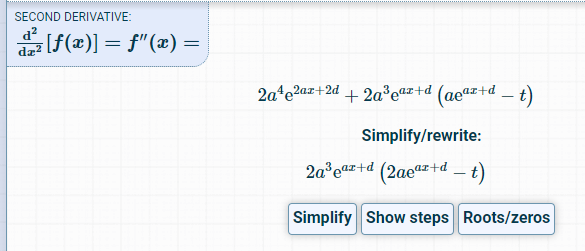 SECOND DERIVATIVE:
d²/dx² [f(x)] = f″(x) =
2a⁴e^{2ax+2d} + 2a³e^{ax+d} (ae^{ax+d} − t)
Simplify/rewrite:
2a³e^{ax+d} (2ae^{ax+d} − t)
Simplify Show steps Roots/zeros